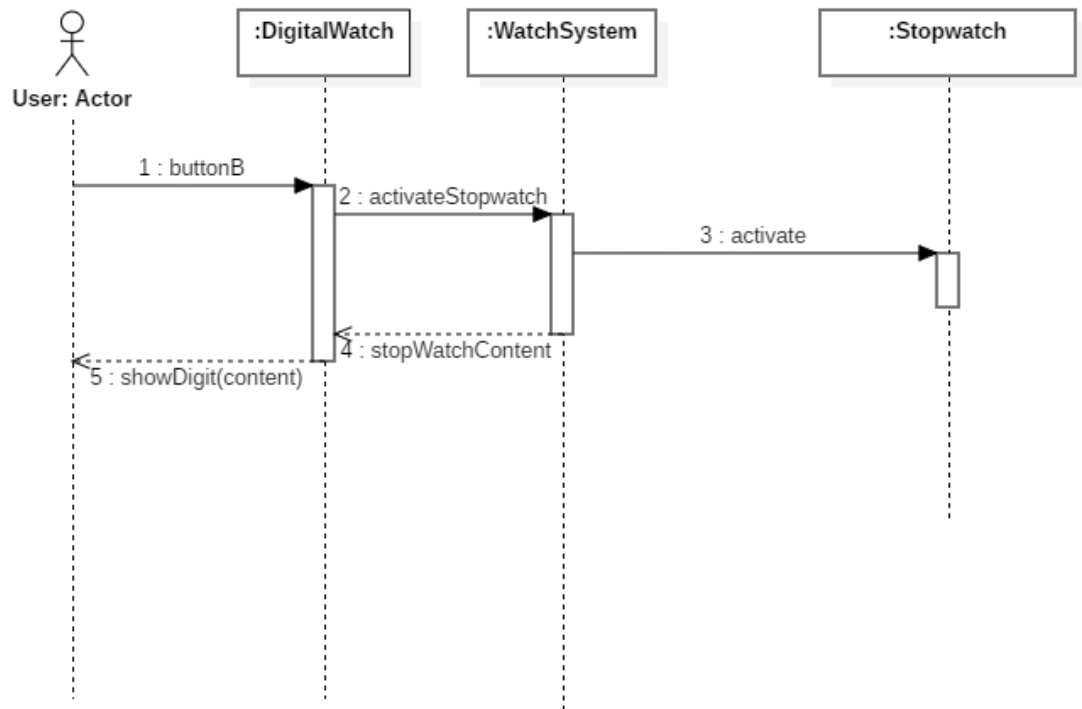 :DigitalWatch
:WatchSystem
:Stopwatch
User: Actor
1 : buttonB
2 : activateStopwatch
3 : activate
4 : stopWatchContent
5 : showDigit(content)